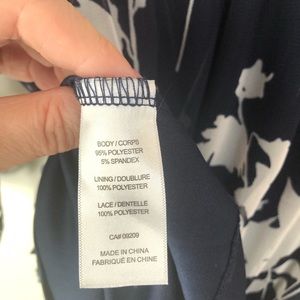 BODY / CORPS
95% POLYESTER
5% SPANDEX
LINING / DOUBLURE
100% POLYESTER
LACE / DENTELLE
100% POLYESTER
CA# 09209
MADE IN CHINA
FABRIQUÉ EN CHINE